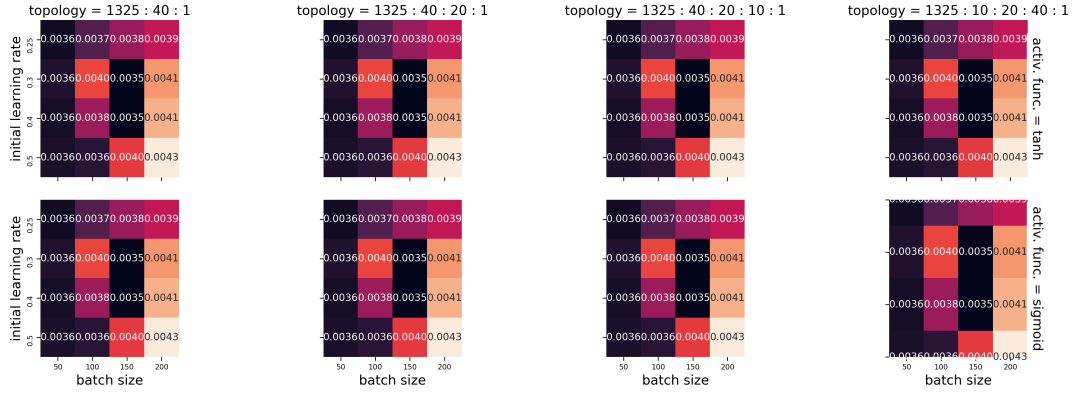 topology = 1325 : 40 : 1
topology = 1325 : 40 : 20 : 1
topology = 1325 : 40 : 20 : 10 : 1
topology = 1325 : 10 : 20 : 40 : 1
initial learning rate
0.25
0.3
0.4
0.5
0.0036 0.0037 0.0038 0.0039
0.0036 0.0040 0.0035 0.0041
0.0036 0.0038 0.0035 0.0041
0.0036 0.0036 0.0040 0.0043
0.0036 0.0037 0.0038 0.0039
0.0036 0.0040 0.0035 0.0041
0.0036 0.0038 0.0035 0.0041
0.0036 0.0036 0.0040 0.0043
0.0036 0.0037 0.0038 0.0039
0.0036 0.0040 0.0035 0.0041
0.0036 0.0038 0.0035 0.0041
0.0036 0.0036 0.0040 0.0043
0.0036 0.0037 0.0038 0.0039
0.0036 0.0040 0.0035 0.0041
0.0036 0.0038 0.0035 0.0041
0.0036 0.0036 0.0040 0.0043
activ. func. = tanh
initial learning rate
0.25
0.3
0.4
0.5
0.0036 0.0037 0.0038 0.0039
0.0036 0.0040 0.0035 0.0041
0.0036 0.0038 0.0035 0.0041
0.0036 0.0036 0.0040 0.0043
0.0036 0.0037 0.0038 0.0039
0.0036 0.0040 0.0035 0.0041
0.0036 0.0038 0.0035 0.0041
0.0036 0.0036 0.0040 0.0043
0.0036 0.0037 0.0038 0.0039
0.0036 0.0040 0.0035 0.0041
0.0036 0.0038 0.0035 0.0041
0.0036 0.0036 0.0040 0.0043
0.0036 0.0037 0.0038 0.0039
0.0036 0.0040 0.0035 0.0041
0.0036 0.0038 0.0035 0.0041
0.0036 0.0036 0.0040 0.0043
activ. func. = sigmoid
50 100 150 200
batch size
50 100 150 200
batch size
50 100 150 200
batch size
50 100 150 200
batch size